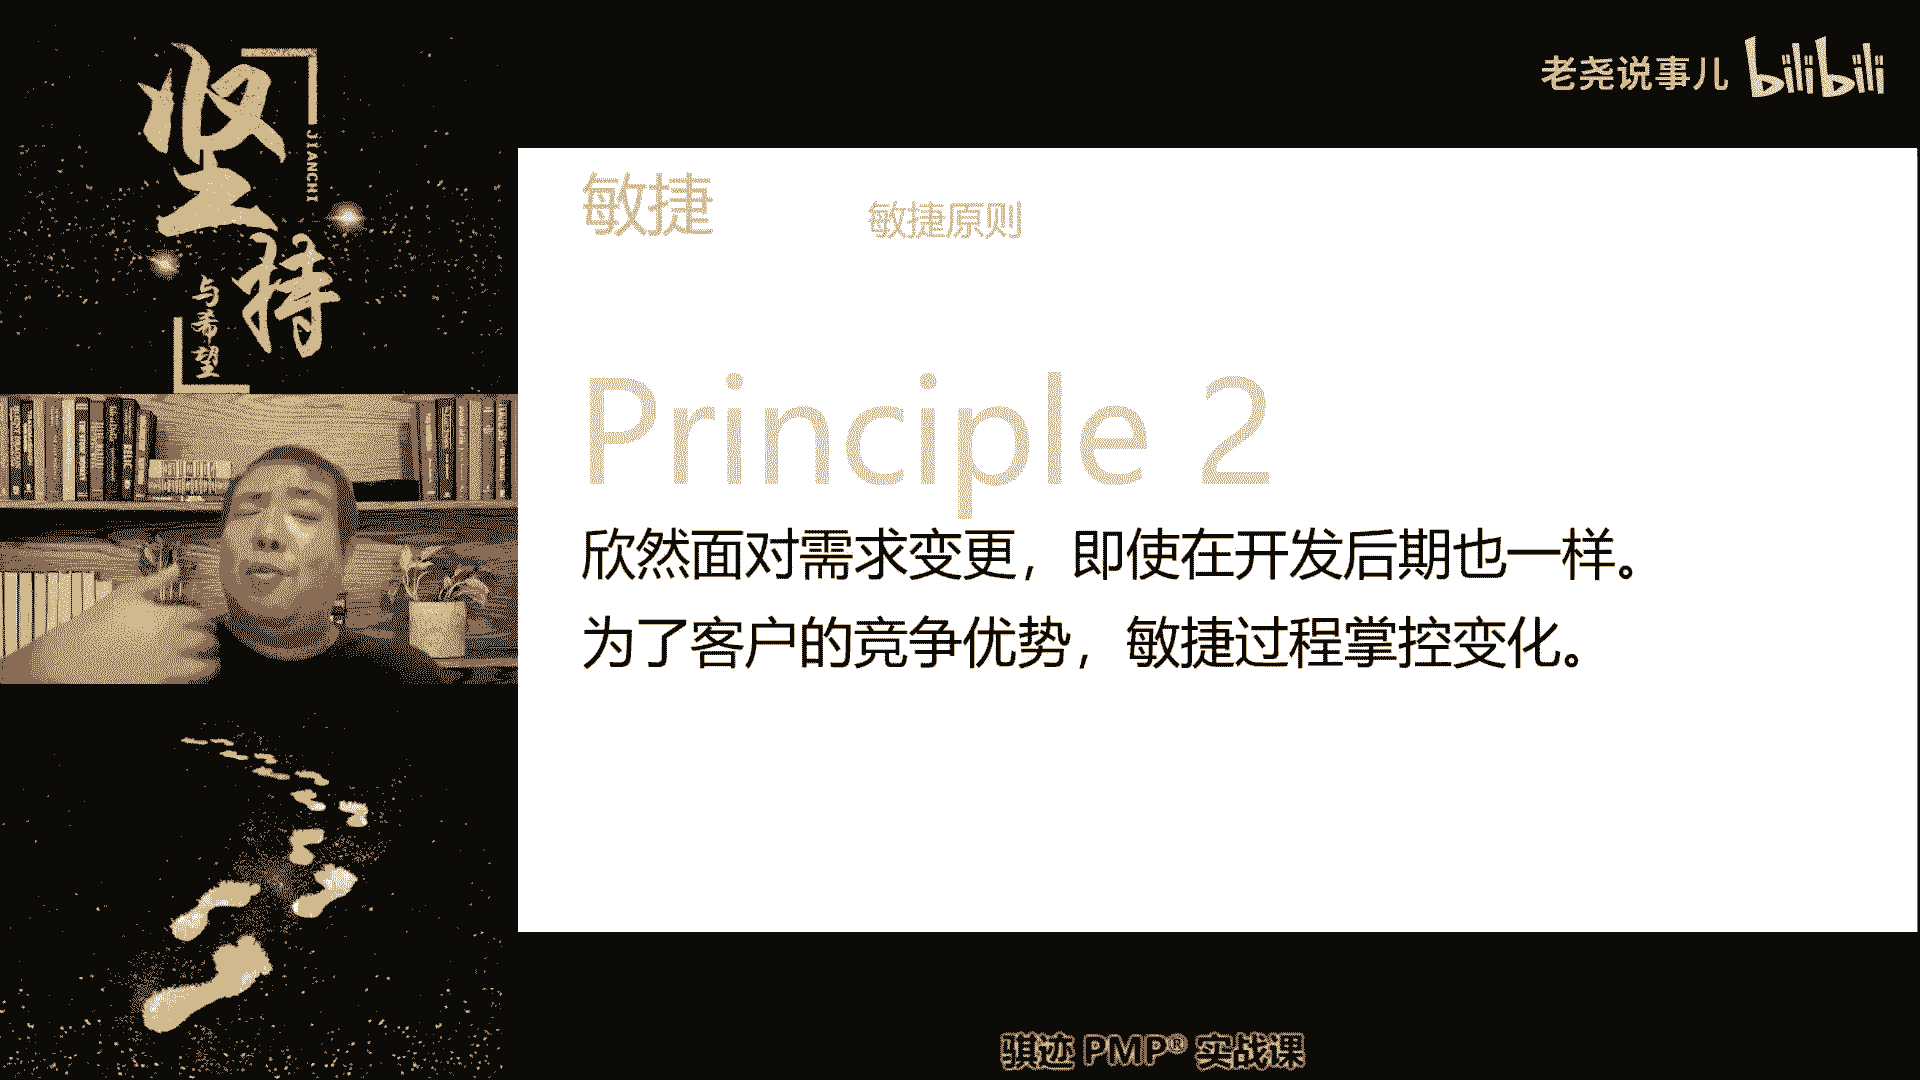 坚持
JIANCHI
与希望
老尧说事儿 bilibili
敏捷
敏捷原则
Principle 2
欣然面对需求变更，即使在开发后期也一样。
为了客户的竞争优势，敏捷过程掌控变化。
骐迹 PMP® 实战课